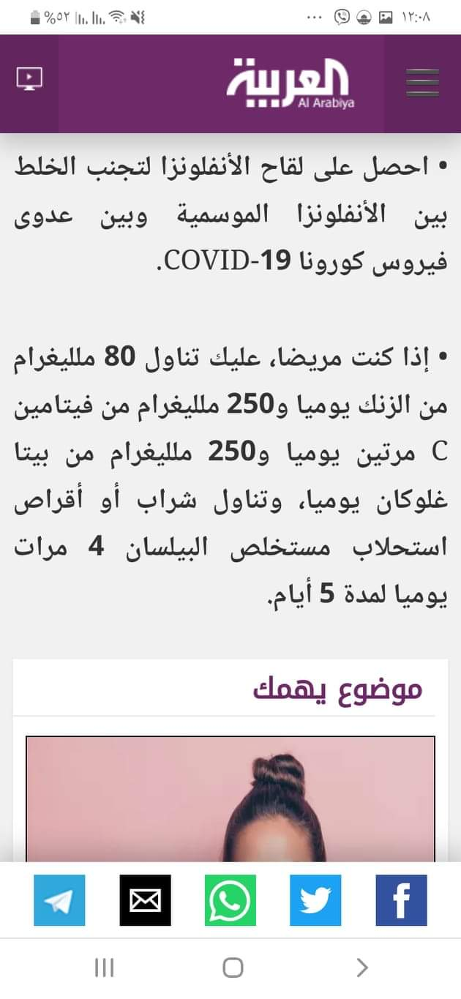 %٥٢ ١٢:٠٨
العربية
Al Arabiya
• احصل على لقاح الأنفلونزا لتجنب الخلط
بين الأنفلونزا الموسمية وبين عدوى
فيروس كورونا COVID-19.
• إذا كنت مريضا، عليك تناول 80 ملليغرام
من الزنك يوميا و250 ملليغرام من فيتامين
C مرتين يوميا و250 ملليغرام من بيتا
غلوكان يوميا، وتناول شراب أو أقراص
استحلاب مستخلص البيلسان 4 مرات
يوميا لمدة 5 أيام.
موضوع يهمك